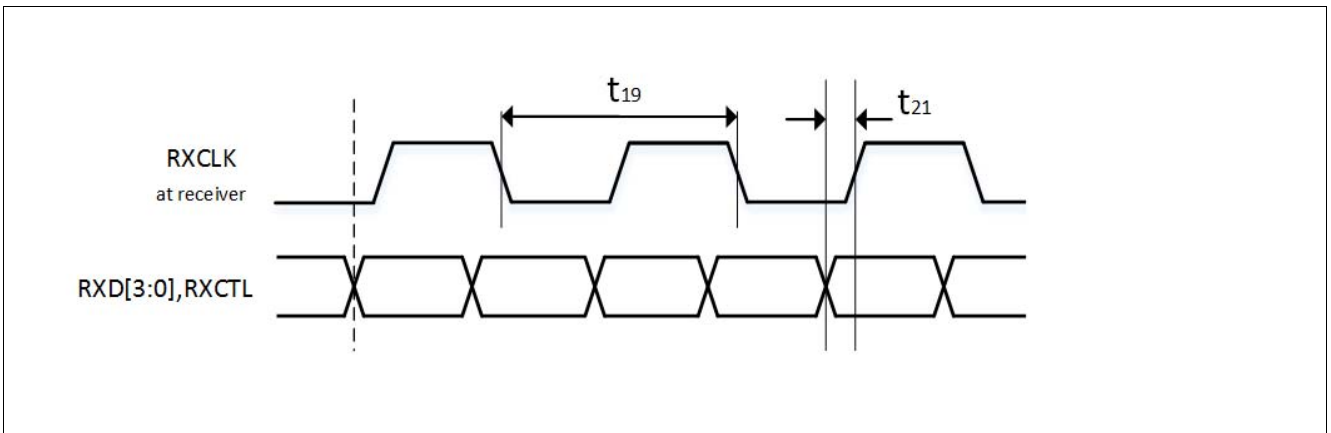 t19
t21
RXCLK
at receiver
RXD[3:0],RXCTL